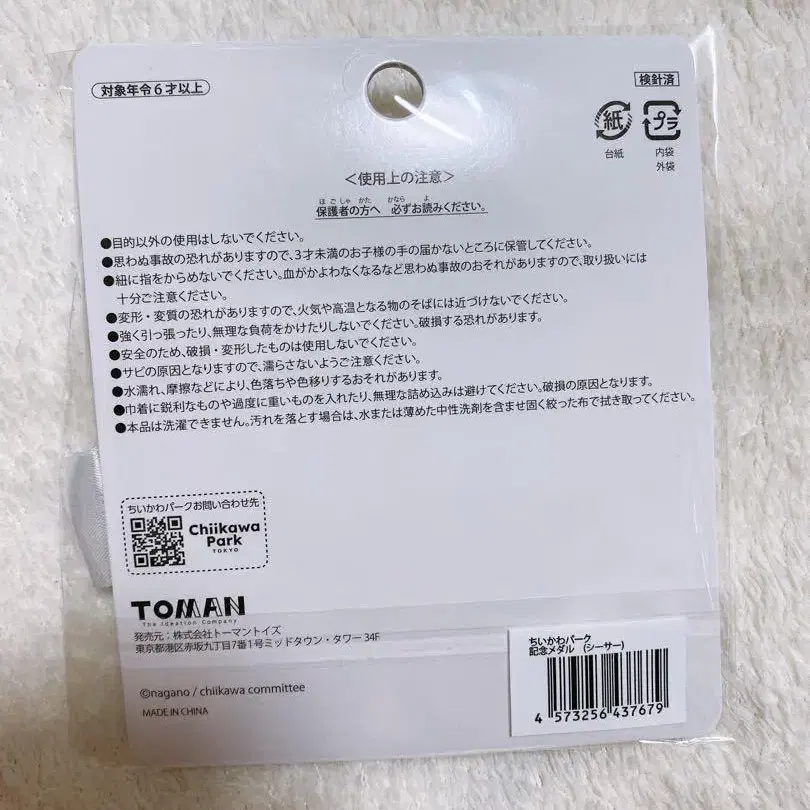 対象年令6才以上
検針済
紙
プラ
台紙
内袋
外袋
＜使用上の注意＞
ほごしゃ かた かなら よ
保護者の方へ 必ずお読みください。
●目的以外の使用はしないでください。
●思わぬ事故の恐れがありますので、3才未満のお子様の手の届かないところに保管してください。
●紐に指をからめないでください。血がかよわなくなるなど思わぬ事故のおそれがありますので、取り扱いには
十分ご注意ください。
●変形・変質の恐れがありますので、火気や高温となる物のそばには近づけないでください。
●強く引っ張ったり、無理な負荷をかけたりしないでください。破損する恐れがあります。
●安全のため、破損・変形したものは使用しないでください。
●サビの原因となりますので、濡らさないようご注意ください。
●水濡れ、摩擦などにより、色落ちや色移りするおそれがあります。
●巾着に鋭利なものや過度に重いものを入れたり、無理な詰め込みは避けてください。破損の原因となります。
●本品は洗濯できません。汚れを落とす場合は、水または薄めた中性洗剤を含ませ固く絞った布で拭き取ってください。
ちいかわパークお問い合わせ先
Chiikawa
Park
TOKYO
TOMAN
The Ideation Company
発売元：株式会社トーマントイズ
東京都港区赤坂九丁目7番1号ミッドタウン・タワー 34F
©nagano / chiikawa committee
MADE IN CHINA
ちいかわパーク
記念メダル （シーサー）
4 573256 437679